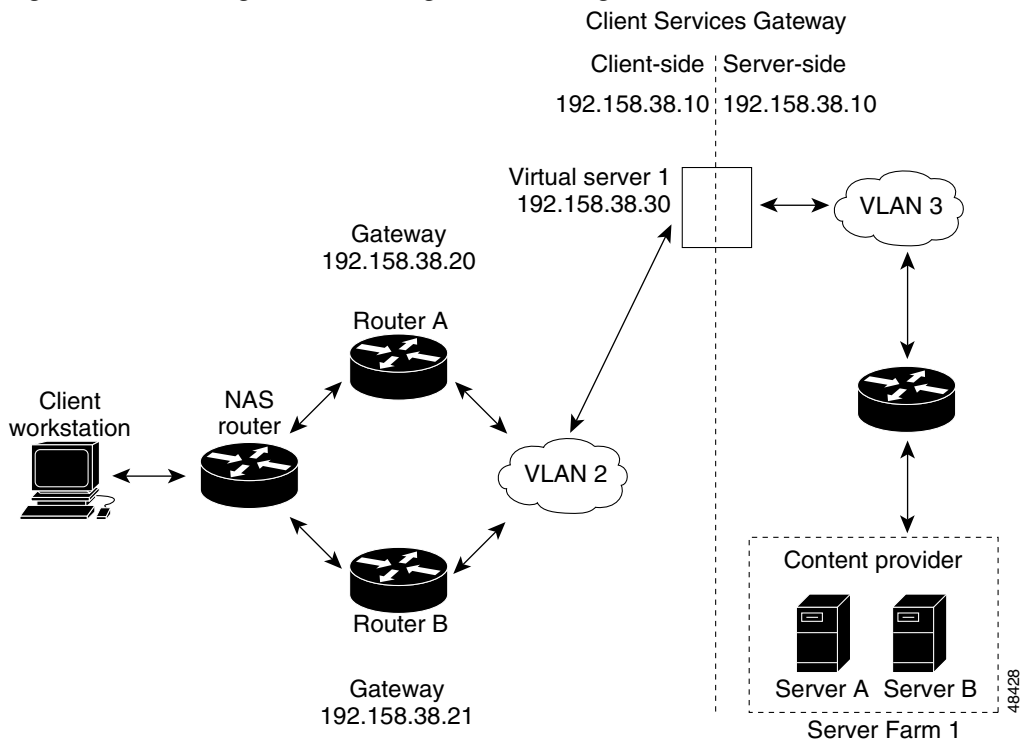 Client Services Gateway
Client-side
Server-side
192.158.38.10
192.158.38.10
Virtual server 1
192.158.38.30
VLAN 3
Gateway
192.158.38.20
Router A
Client
workstation
NAS
router
VLAN 2
Router B
Gateway
192.158.38.21
Content provider
Server A
Server B
Server Farm 1
48428